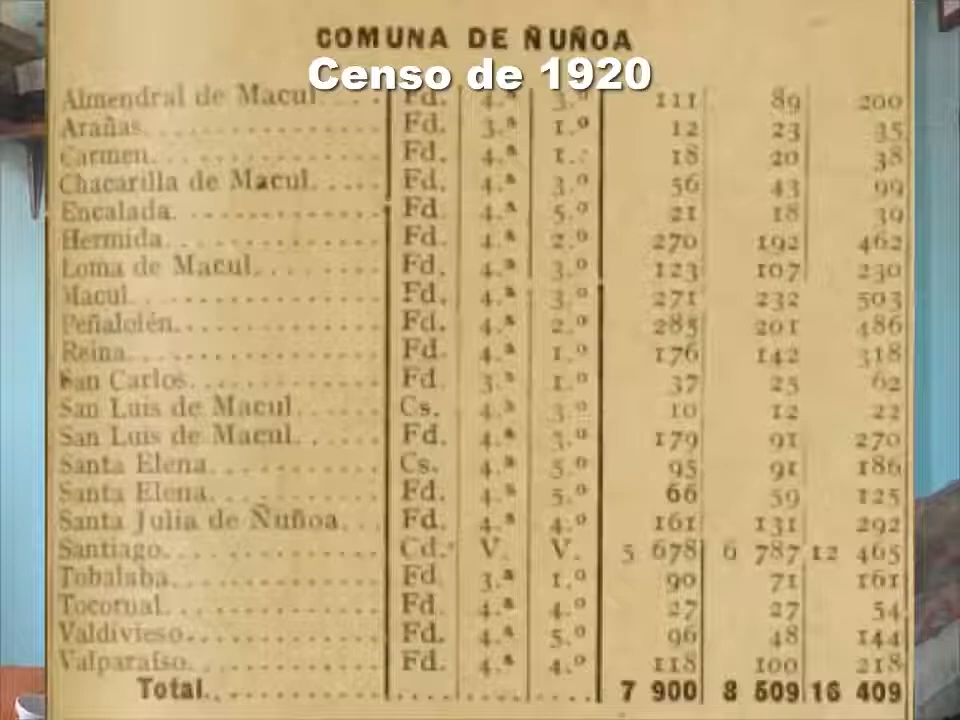 COMUNA DE ÑUÑOA
Censo de 1920
Almendral de Macul.... Fd. 4.ª 3.º 111 89 200
Arañas................ Fd. 3.ª 1.º 12 23 35
Carmen................ Fd. 4.ª 1.º 18 20 38
Chacarilla de Macul..... Fd. 4.ª 3.º 56 43 99
Encalada.............. Fd. 4.ª 5.º 21 18 39
Hermida............... Fd. 4.ª 2.º 270 192 462
Loma de Macul......... Fd. 4.ª 3.º 123 107 230
Macul................. Fd. 4.ª 3.º 271 232 503
Peñalolén............. Fd. 4.ª 2.º 285 201 486
Reina................. Fd. 4.ª 1.º 176 142 318
San Carlos............ Fd. 3.ª 1.º 37 25 62
San Luis de Macul...... Cs. 4.ª 3.º 10 12 22
San Luis de Macul...... Fd. 4.ª 3.º 179 91 270
Santa Elena........... Cs. 4.ª 5.º 95 91 186
Santa Elena........... Fd. 4.ª 5.º 66 59 125
Santa Julia de Ñuñoa... Fd. 4.ª 4.º 161 131 292
Santiago.............. Cd. V. V. 5 678 6 787 12 465
Tobalaba.............. Fd. 3.ª 1.º 90 71 161
Tocornal.............. Fd. 4.ª 4.º 27 27 54
Valdivieso............ Fd. 4.ª 5.º 96 48 144
Valparaíso............ Fd. 4.ª 4.º 118 100 218
Total................. 7 900 8 509 16 409